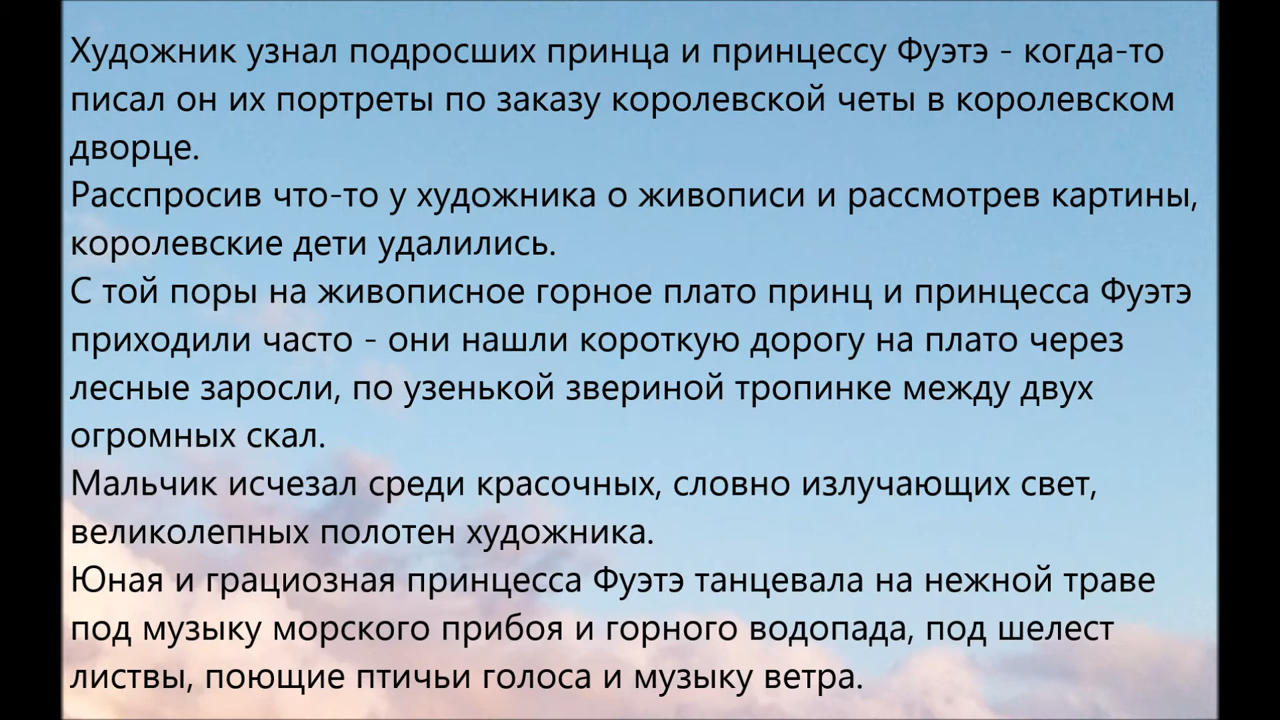 Художник узнал подросших принца и принцессу Фуэтэ - когда-то
писал он их портреты по заказу королевской четы в королевском
дворце.
Расспросив что-то у художника о живописи и рассмотрев картины,
королевские дети удалились.
С той поры на живописное горное плато принц и принцесса Фуэтэ
приходили часто - они нашли короткую дорогу на плато через
лесные заросли, по узенькой звериной тропинке между двух
огромных скал.
Мальчик исчезал среди красочных, словно излучающих свет,
великолепных полотен художника.
Юная и грациозная принцесса Фуэтэ танцевала на нежной траве
под музыку морского прибоя и горного водопада, под шелест
листвы, поющие птичьи голоса и музыку ветра.